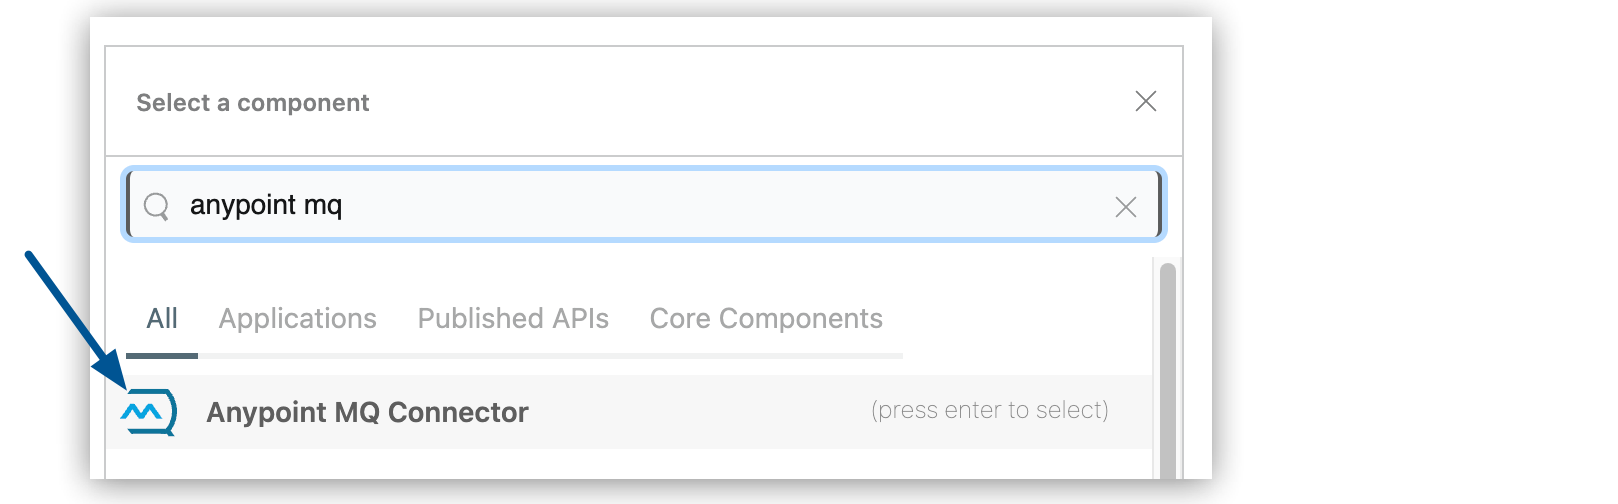 Select a component
anypoint mq
All Applications Published APIs Core Components
Anypoint MQ Connector (press enter to select)